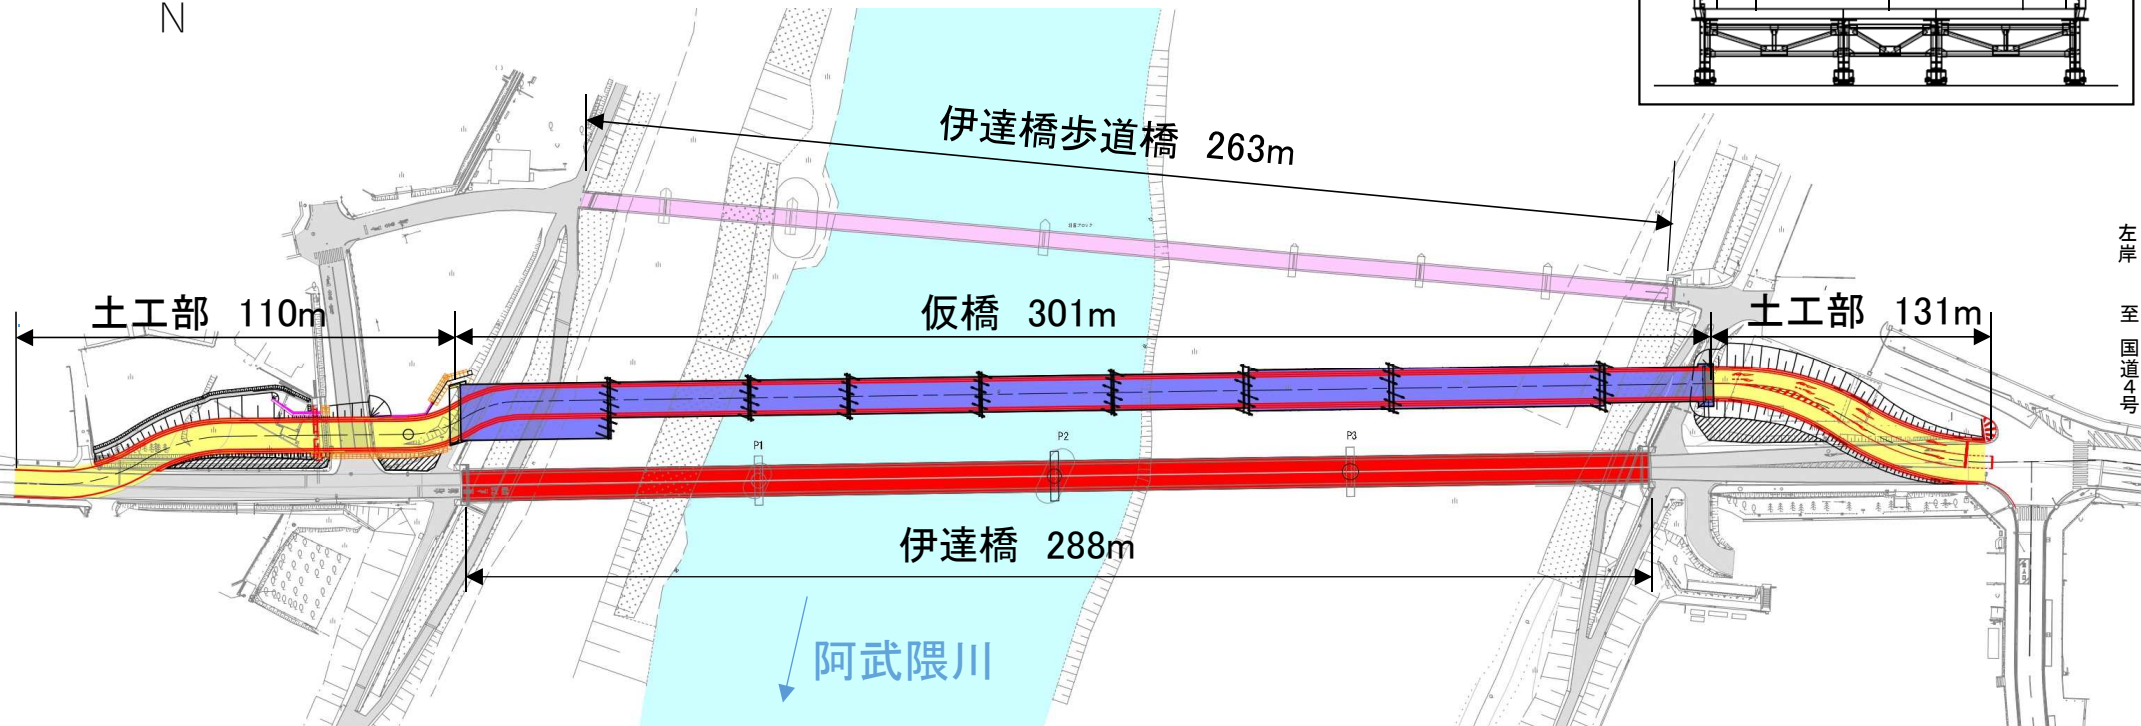 N
伊達橋歩道橋 263m
左岸 至 国道4号
土工部 110m
仮橋 301m
土工部 131m
P1
P2
P3
伊達橋 288m
阿武隈川